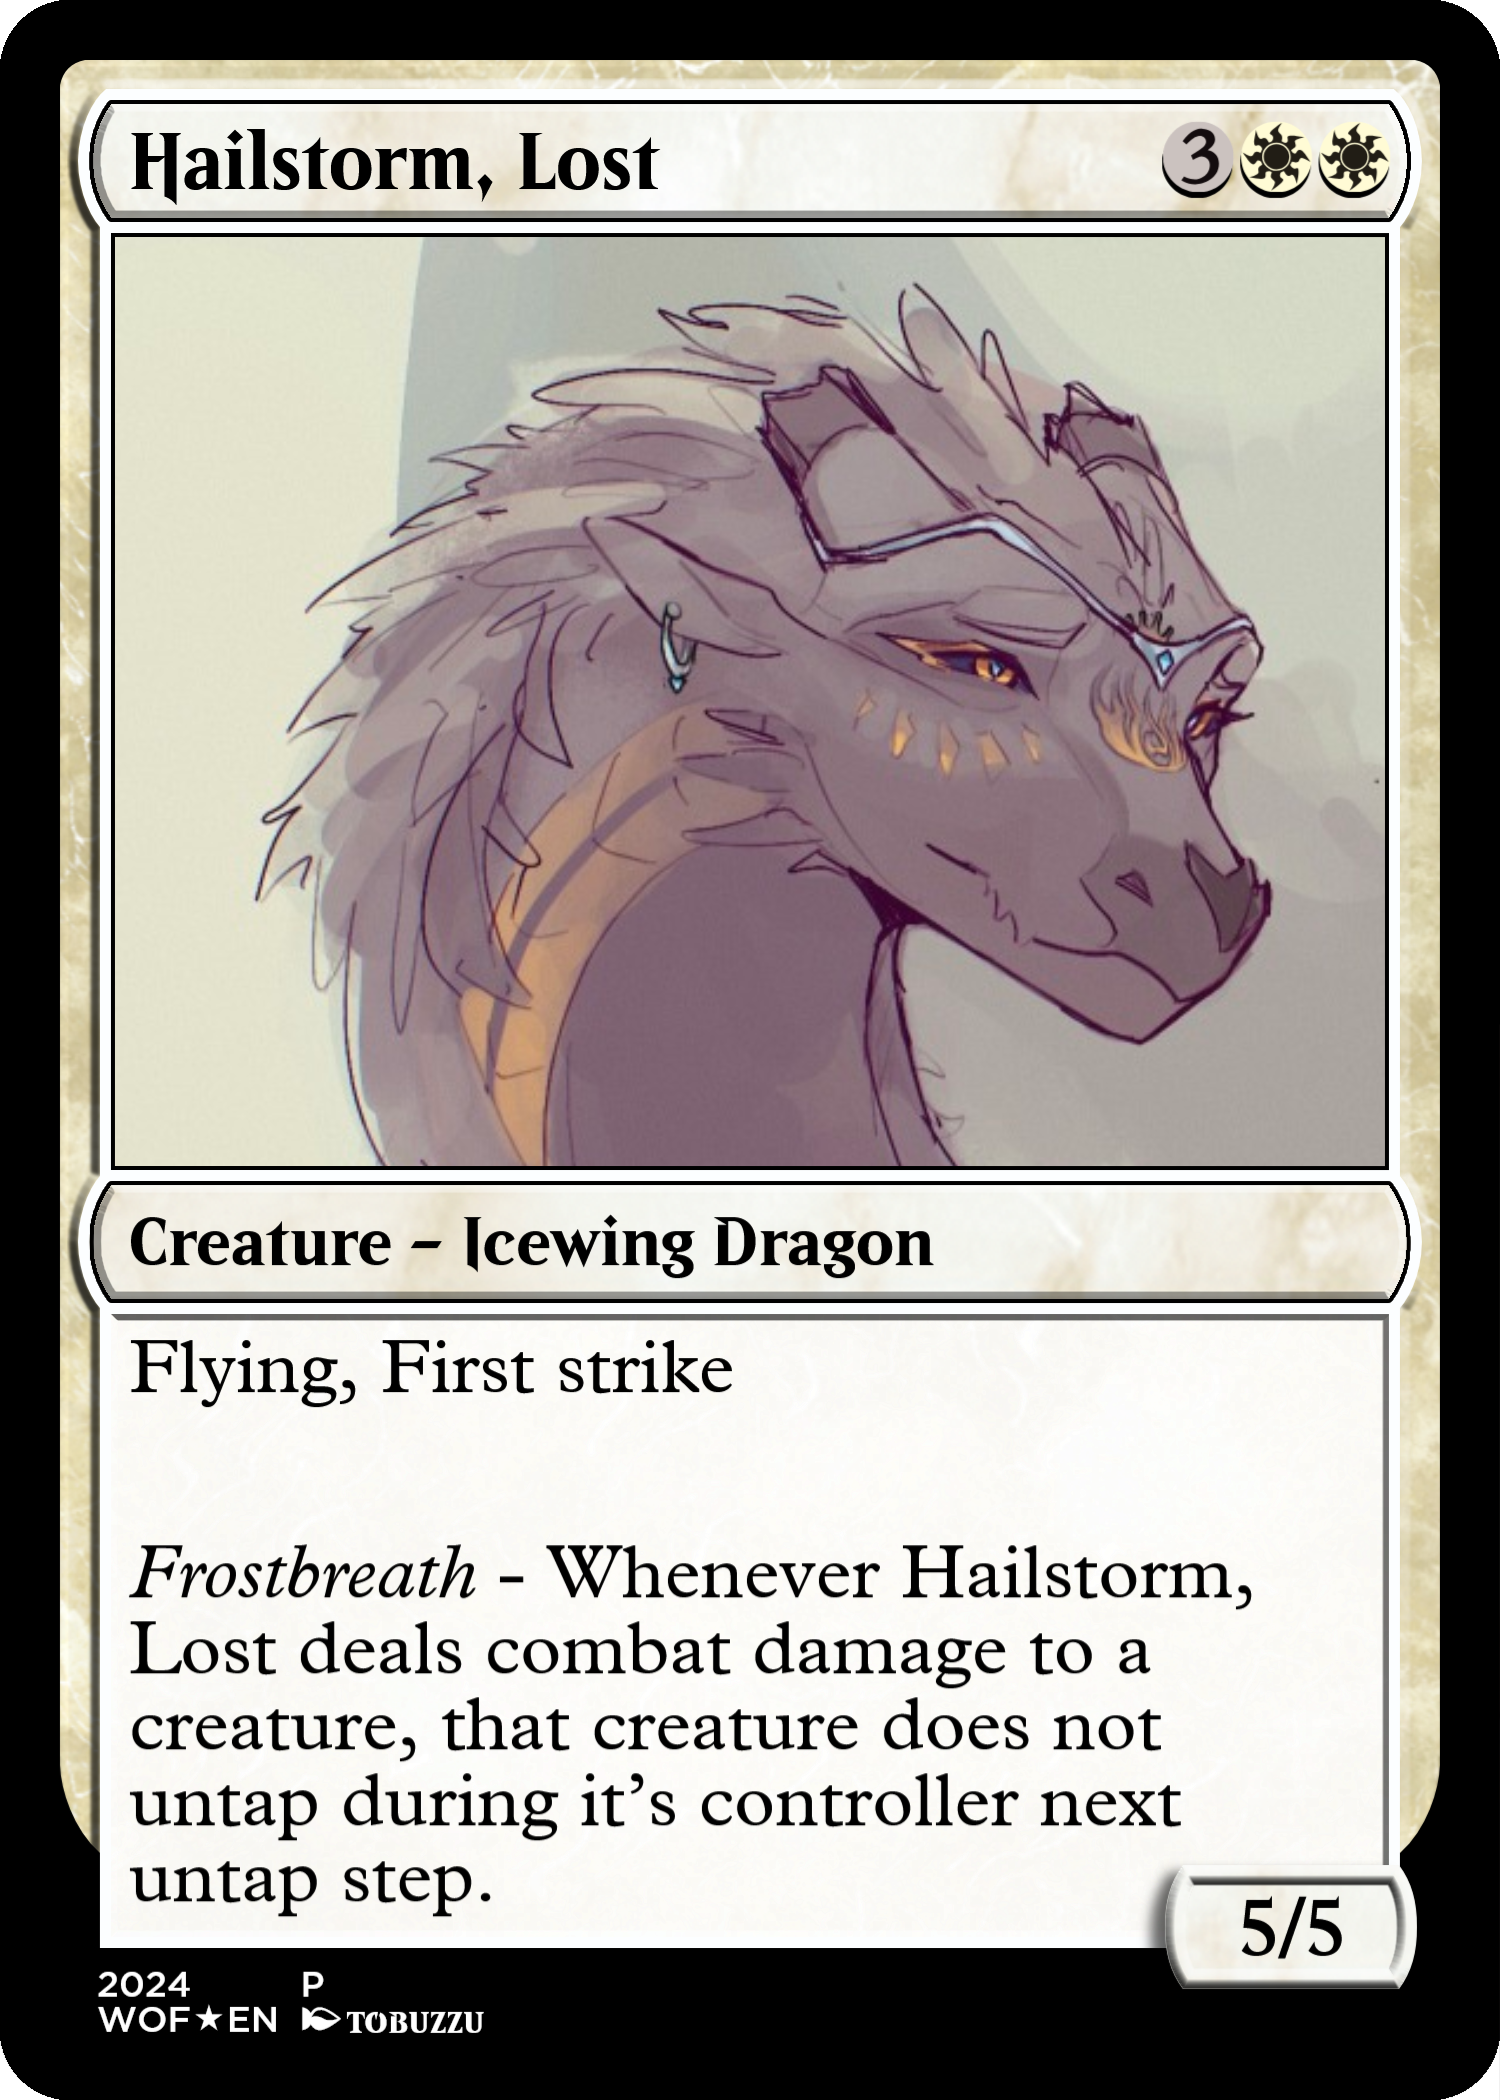 Hailstorm, Lost 3
Creature – Icewing Dragon
Flying, First strike
Frostbreath - Whenever Hailstorm,
Lost deals combat damage to a
creature, that creature does not
untap during it's controller next
untap step.
5/5
2024 P
WOF★EN TOBUZZU